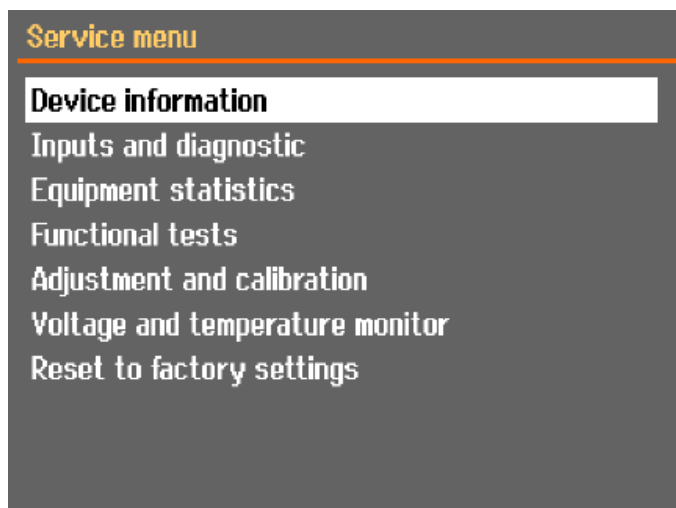 Service menu
Device information
Inputs and diagnostic
Equipment statistics
Functional tests
Adjustment and calibration
Voltage and temperature monitor
Reset to factory settings